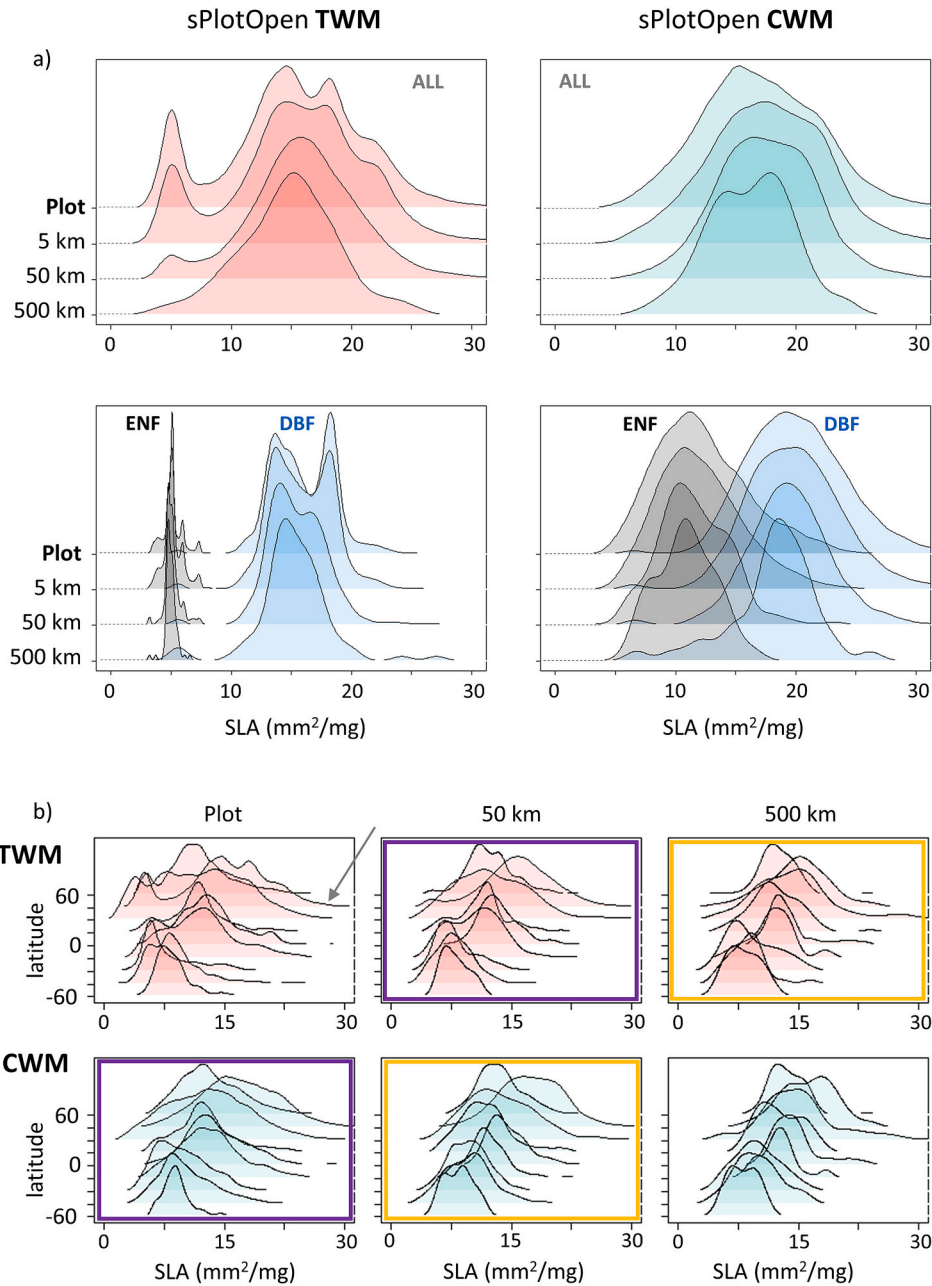 sPlotOpen TWM
sPlotOpen CWM
a)
ALL
ALL
Plot
5 km
50 km
500 km
0 10 20 30
0 10 20 30
ENF
DBF
ENF
DBF
Plot
5 km
50 km
500 km
0 10 20 30
0 10 20 30
SLA (mm²/mg)
SLA (mm²/mg)
b)
Plot
50 km
500 km
TWM
latitude
60
0
-60
0 15 30
0 15 30
0 15 30
CWM
latitude
60
0
-60
0 15 30
0 15 30
0 15 30
SLA (mm²/mg)
SLA (mm²/mg)
SLA (mm²/mg)